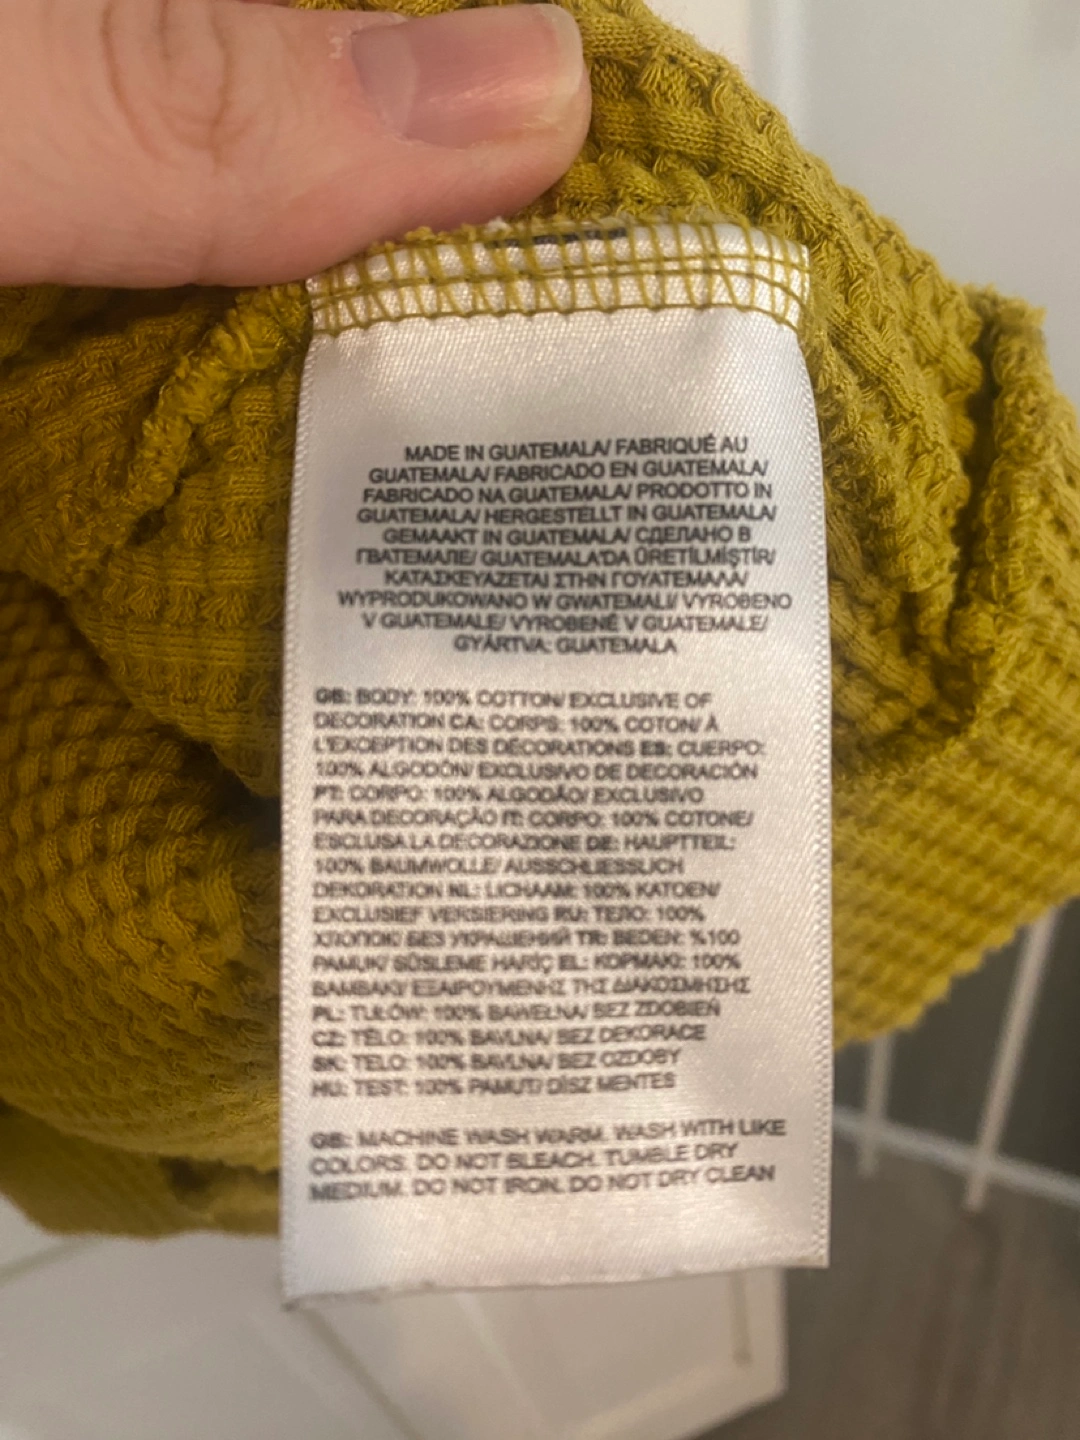 MADE IN GUATEMALA/ FABRIQUÉ AU
GUATEMALA/ FABRICADO EN GUATEMALA/
FABRICADO NA GUATEMALA/ PRODOTTO IN
GUATEMALA/ HERGESTELLT IN GUATEMALA/
GEMAAKT IN GUATEMALA/ СДЕЛАНО В
ГВАТЕМАЛЕ/ GUATEMALA'DA ÜRETİLMİŞTİR/
ΚΑΤΑΣΚΕΥΑΖΕΤΑΙ ΣΤΗΝ ΓΟΥΑΤΕΜΑΛΑ/
WYPRODUKOWANO W GWATEMALI/ VYROBENO
V GUATEMALE/ VYROBENÉ V GUATEMALE/
GYÁRTVA: GUATEMALA
GB: BODY: 100% COTTON/ EXCLUSIVE OF
DECORATION CA: CORPS: 100% COTON/ À
L'EXCEPTION DES DÉCORATIONS ES: CUERPO:
100% ALGODÓN/ EXCLUSIVO DE DECORACIÓN
PT: CORPO: 100% ALGODÃO/ EXCLUSIVO
PARA DECORAÇÃO IT: CORPO: 100% COTONE/
ESCLUSA LA DECORAZIONE DE: HAUPTTEIL:
100% BAUMWOLLE/ AUSSCHLIESSLICH
DEKORATION NL: LICHAAM: 100% KATOEN/
EXCLUSIEF VERSIERING RU: ТЕЛО: 100%
ХЛОПОК/ БЕЗ УКРАШЕНИЙ TR: BEDEN: %100
PAMUK/ SÜSLEME HARİÇ EL: ΚΟΡΜΑΚΙ: 100%
ΒΑΜΒΑΚΙ/ ΕΞΑΙΡΟΥΜΕΝΗΣ ΤΗΣ ΔΙΑΚΟΣΜΗΣΗΣ
PL: TUŁÓW: 100% BAWEŁNA/ BEZ ZDOBIEŃ
CZ: TĚLO: 100% BAVLNA/ BEZ DEKORACE
SK: TELO: 100% BAVLNA/ BEZ OZDOBY
HU: TEST: 100% PAMUT/ DÍSZ MENTES
GB: MACHINE WASH WARM. WASH WITH LIKE
COLORS. DO NOT BLEACH. TUMBLE DRY
MEDIUM. DO NOT IRON. DO NOT DRY CLEAN